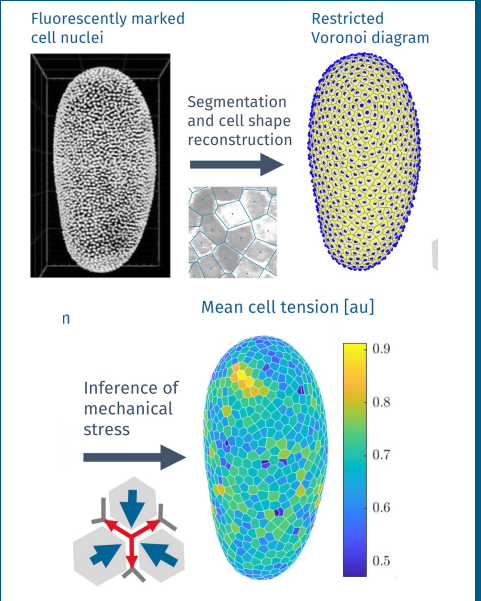 Fluorescently marked
cell nuclei
Restricted
Voronoi diagram
Segmentation
and cell shape
reconstruction
n
Mean cell tension [au]
Inference of
mechanical
stress
0.9
0.8
0.7
0.6
0.5